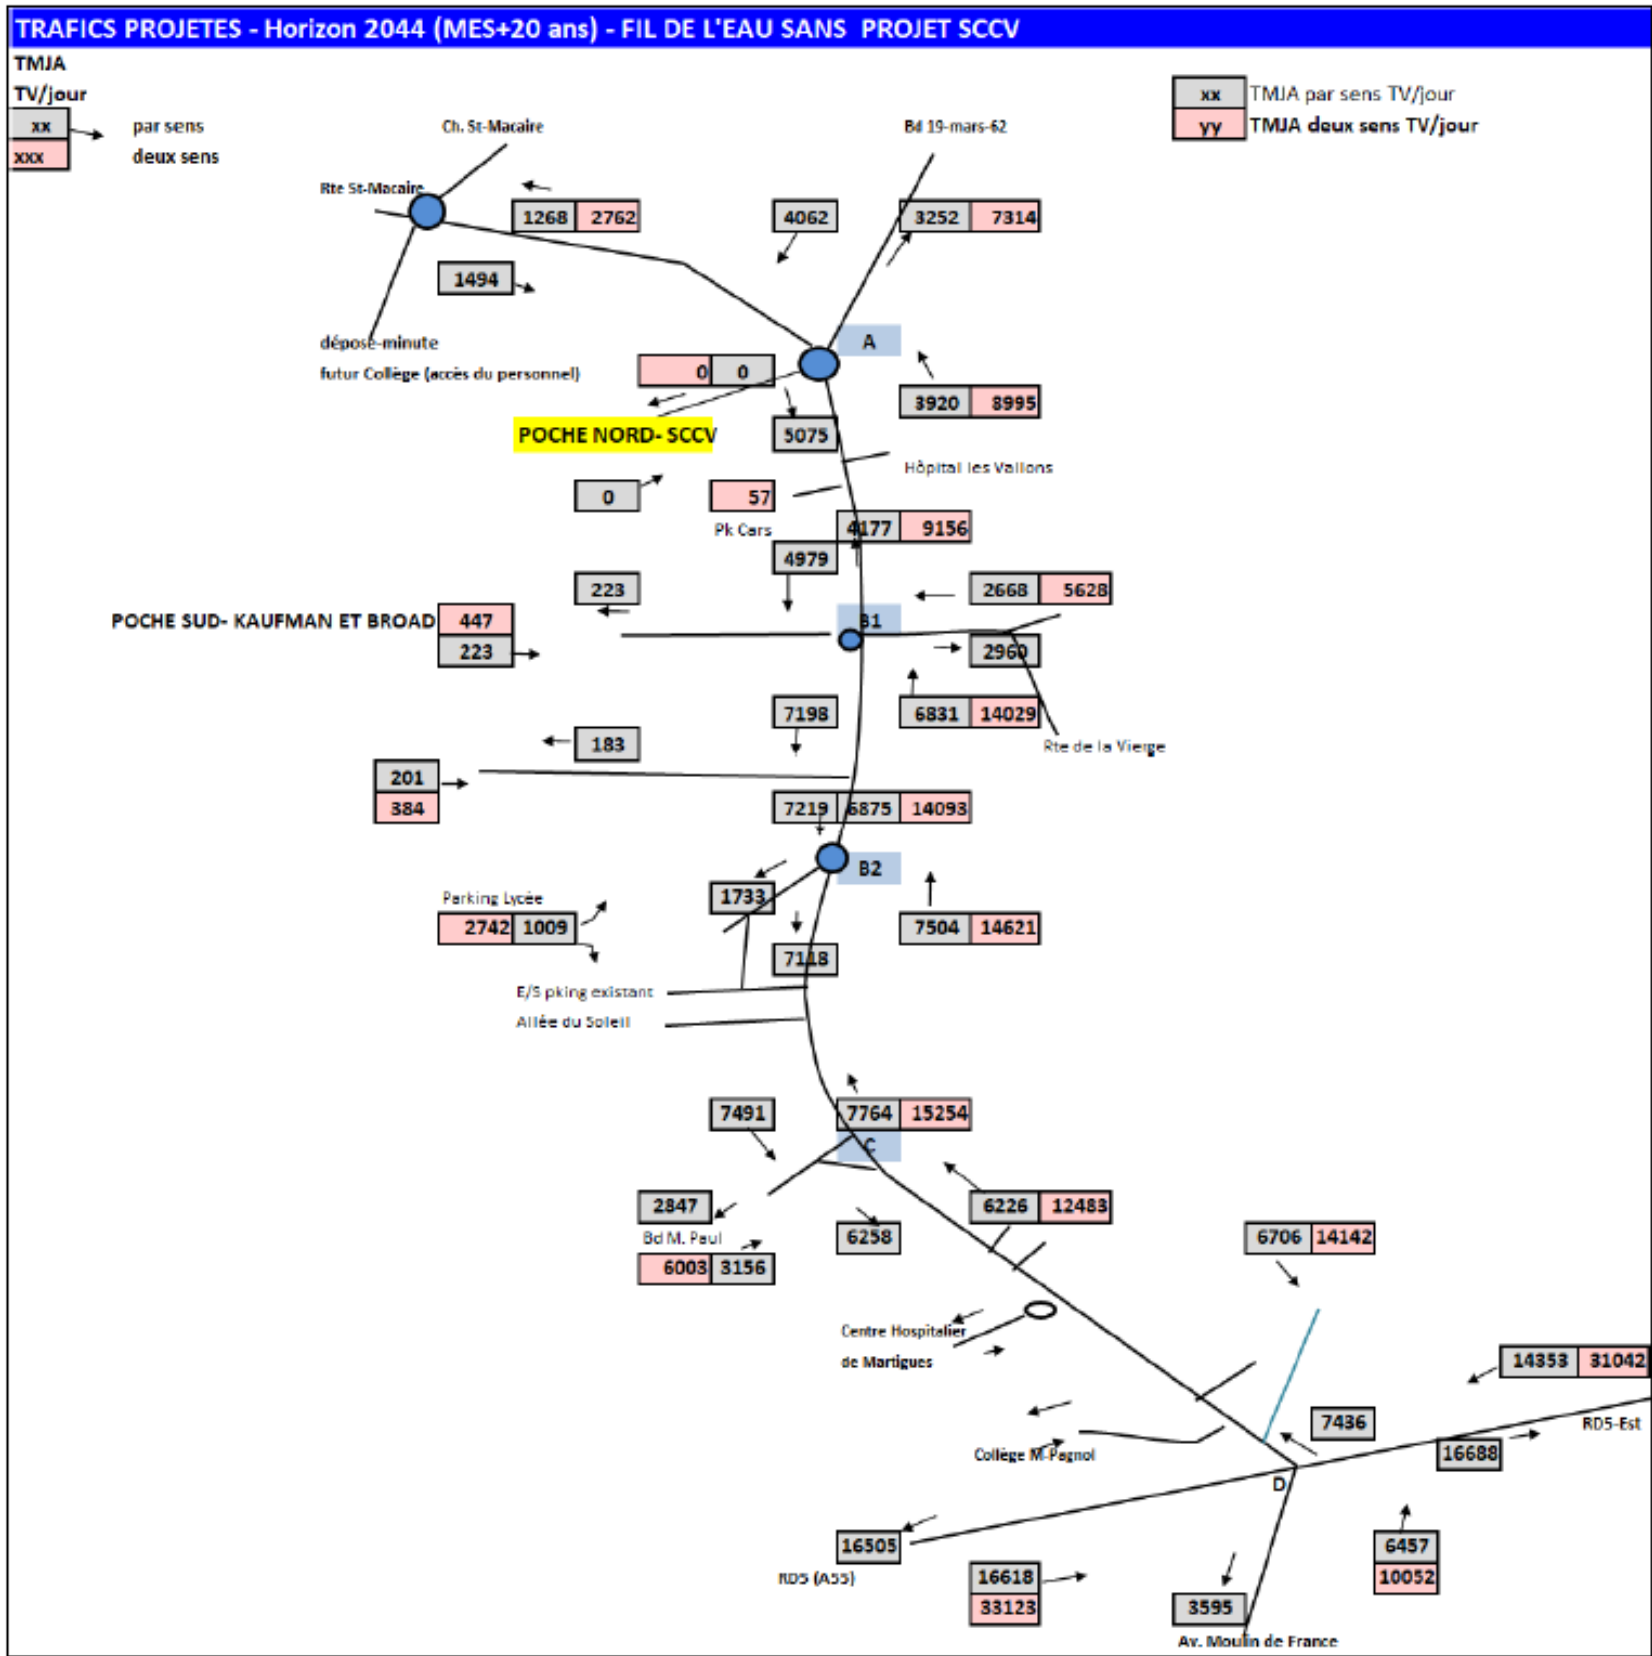 TRAFICS PROJETES - Horizon 2044 (MES+20 ans) - FIL DE L'EAU SANS PROJET SCCV
TMJA
TV/jour
xx par sens
xxx deux sens
xx TMJA par sens TV/jour
yy TMJA deux sens TV/jour
Ch. St-Macaire
Bd 19-mars-62
Rte St-Macaire
1268 2762
4062
3252 7314
1494
dépose-minute
A
futur Collège (accès du personnel)
0 0
3920 8995
POCHE NORD- SCCV
5075
Hôpital les Vallons
0
57
Pk Cars
4177 9156
4979
223
2668 5628
POCHE SUD- KAUFMAN ET BROAD
447
B1
223
2960
7198
6831 14029
Rte de la Vierge
183
201
384
7219 6875 14093
B2
Parking Lycée
1733
2742 1009
7504 14621
7118
E/S pking existant
Allée du Soleil
7491
7764 15254
C
2847
6226 12483
Bd M. Paul
6258
6706 14142
6003 3156
Centre Hospitalier
de Martigues
14353 31042
7436
RD5-Est
Collège M-Pagnol
16688
D
16505
6457
RD5 (A55)
16618
10052
33123
3595
Av. Moulin de France